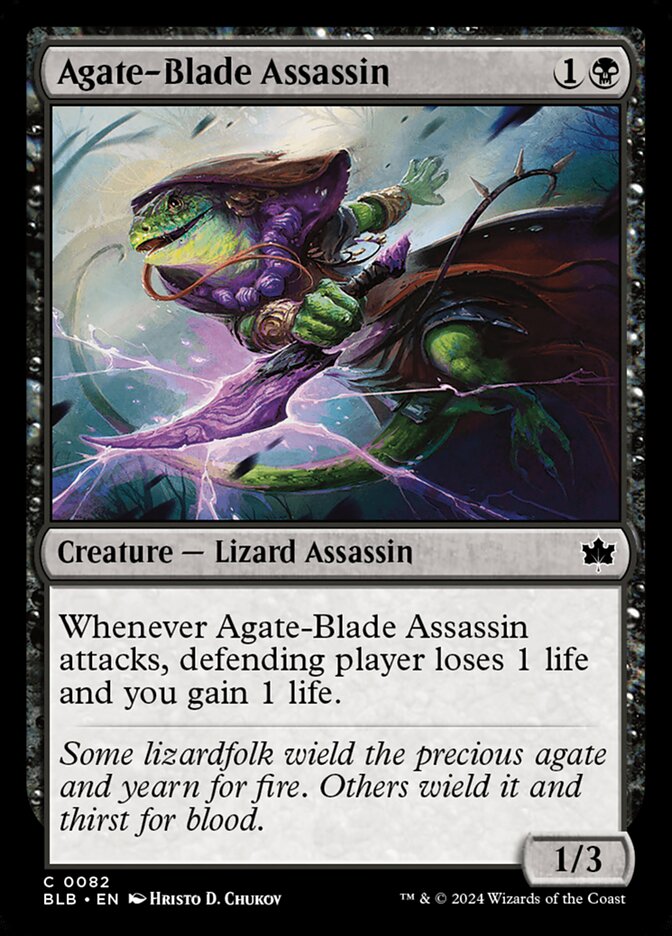 Agate-Blade Assassin 1
Creature — Lizard Assassin
Whenever Agate-Blade Assassin
attacks, defending player loses 1 life
and you gain 1 life.
Some lizardfolk wield the precious agate
and yearn for fire. Others wield it and
thirst for blood.
1/3
C 0082
BLB • EN Hristo D. Chukov
™ & © 2024 Wizards of the Coast